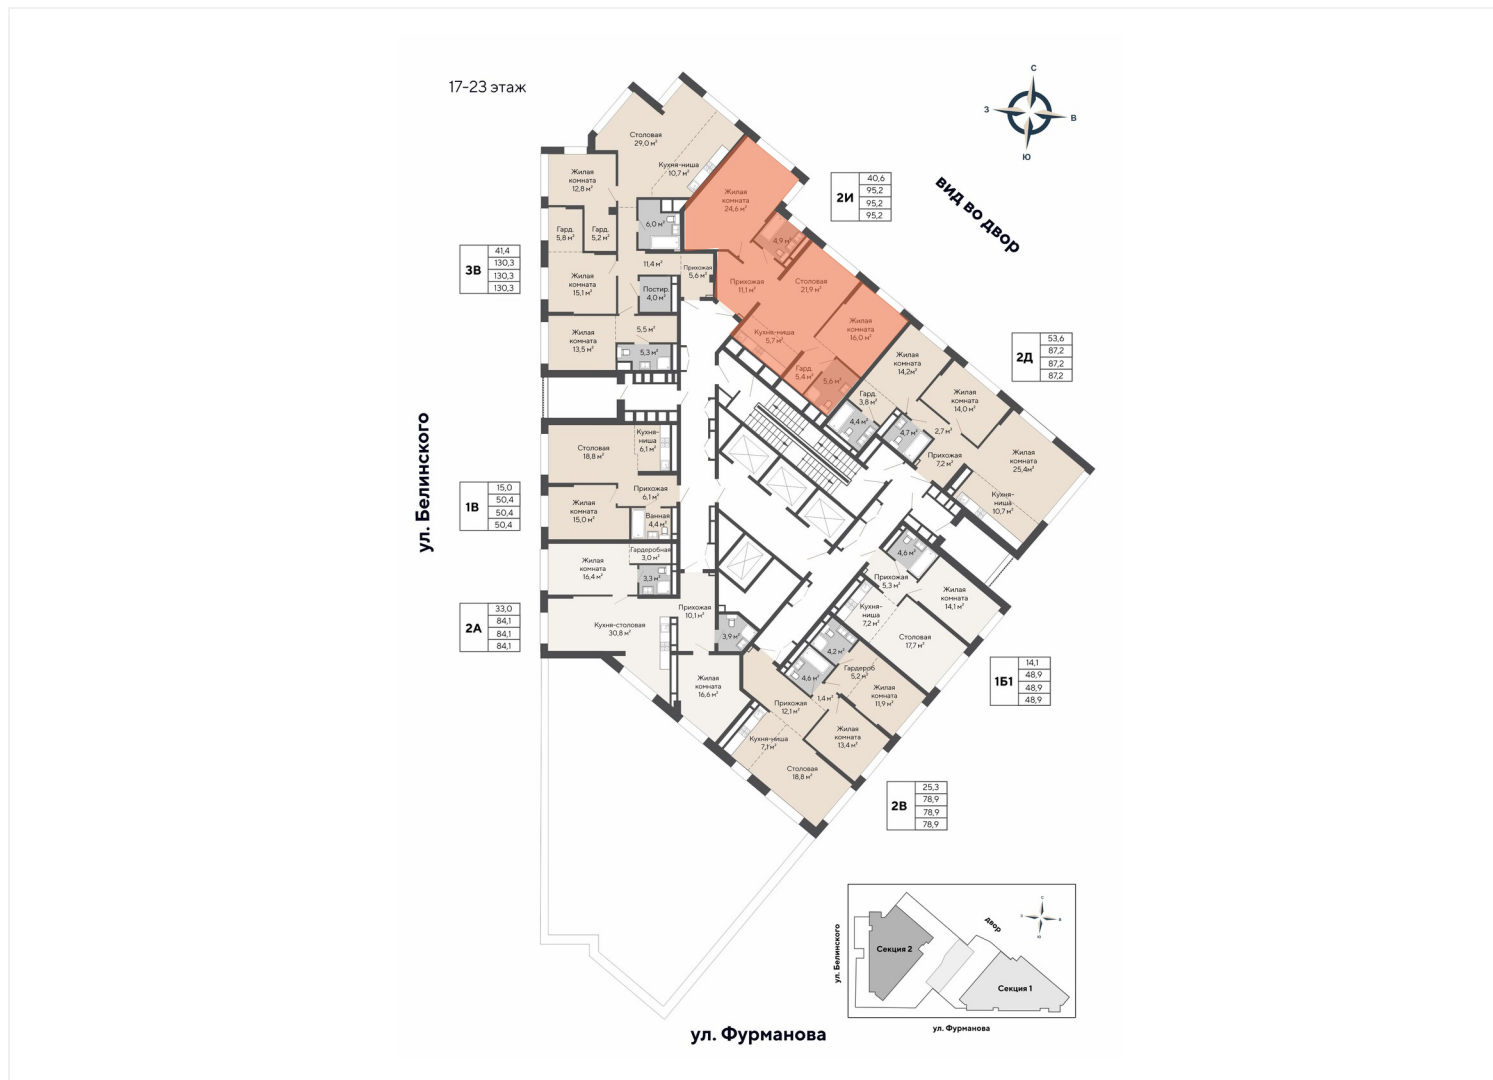 17-23 этаж
С
З
В
Ю
вид во двор
ул. Белинского
Столовая
29,0 м²
Кухня-ниша
10,7 м²
Жилая
комната
12,8 м²
Гард.
5,8 м²
Гард.
5,2 м²
6,0 м²
11,4 м²
Прихожая
5,6 м²
Жилая
комната
15,1 м²
Постир.
4,0 м²
Жилая
комната
13,5 м²
5,5 м²
5,3 м²
3В
41,4
130,3
130,3
130,3
Жилая
комната
24,6 м²
4,9 м²
Прихожая
11,1 м²
Столовая
21,9 м²
Кухня-ниша
5,7 м²
Жилая
комната
16,0 м²
Гард.
5,4 м²
5,6 м²
2И
40,6
95,2
95,2
95,2
Жилая
комната
14,2м²
Гард.
3,8 м²
4,4 м²
4,7 м²
2,7 м²
Жилая
комната
14,0 м²
Прихожая
7,2 м²
Жилая
комната
25,4м²
Кухня-
ниша
10,7 м²
2Д
53,6
87,2
87,2
87,2
Столовая
18,8 м²
Кухня-
ниша
6,1 м²
Жилая
комната
15,0 м²
Прихожая
6,1 м²
Ванная
4,4 м²
1В
15,0
50,4
50,4
50,4
Жилая
комната
16,4 м²
Гардеробная
3,0 м²
3,3 м²
Кухня-столовая
30,8 м²
Прихожая
10,1 м²
3,9 м²
Жилая
комната
16,6 м²
2А
33,0
84,1
84,1
84,1
4,6 м²
Прихожая
5,3 м²
Жилая
комната
14,1 м²
Кухня-
ниша
7,2 м²
Столовая
17,7 м²
1Б1
14,1
48,9
48,9
48,9
4,2 м²
4,6 м²
Гардероб
5,2 м²
1,4 м²
Жилая
комната
11,9 м²
Прихожая
12,1 м²
Жилая
комната
13,4 м²
Кухня-ниша
7,1 м²
Столовая
18,8 м²
2В
25,3
78,9
78,9
78,9
ул. Фурманова
ул. Белинского
Секция 2
двор
Секция 1
ул. Фурманова